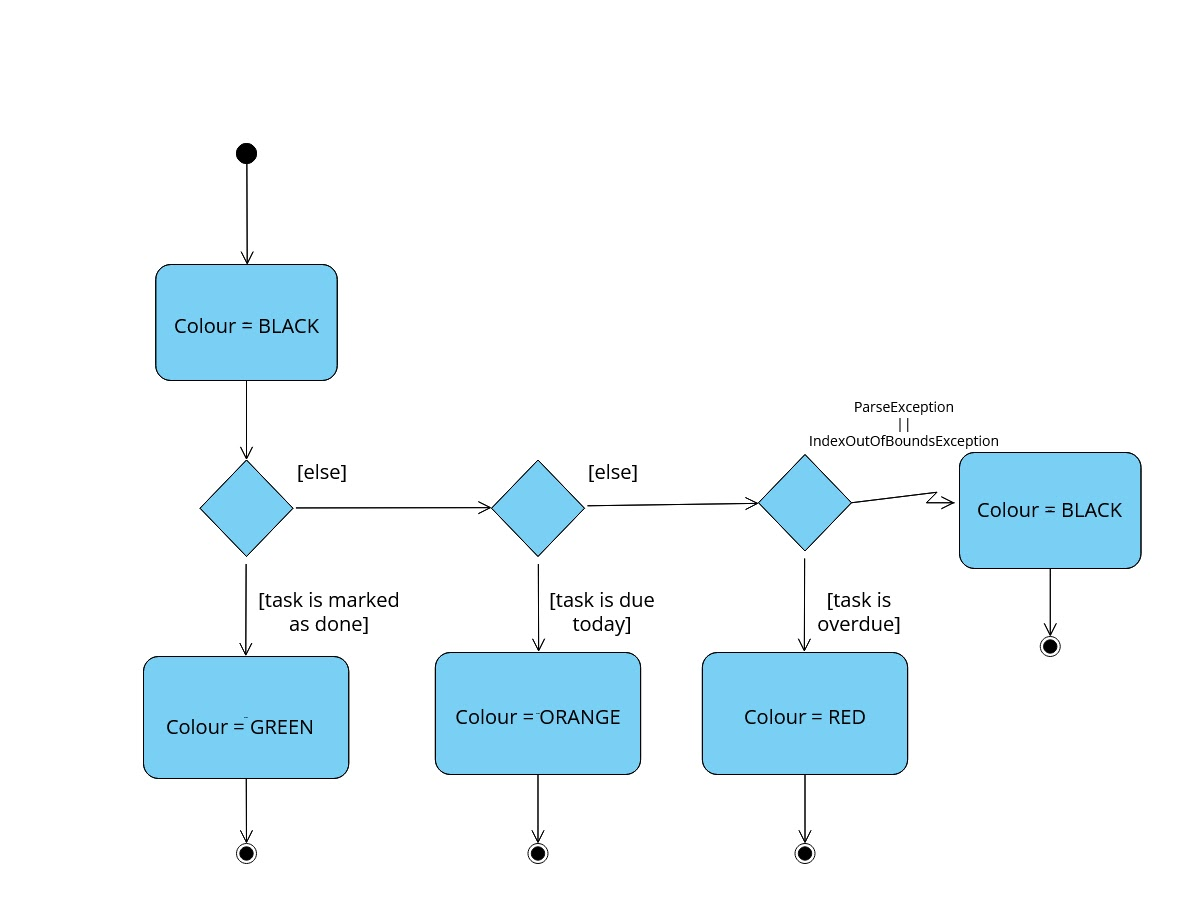 Colour = BLACK
ParseException
||
IndexOutOfBoundsException
[else]
[else]
Colour = BLACK
[task is marked
as done]
[task is due
today]
[task is
overdue]
Colour = GREEN
Colour = ORANGE
Colour = RED